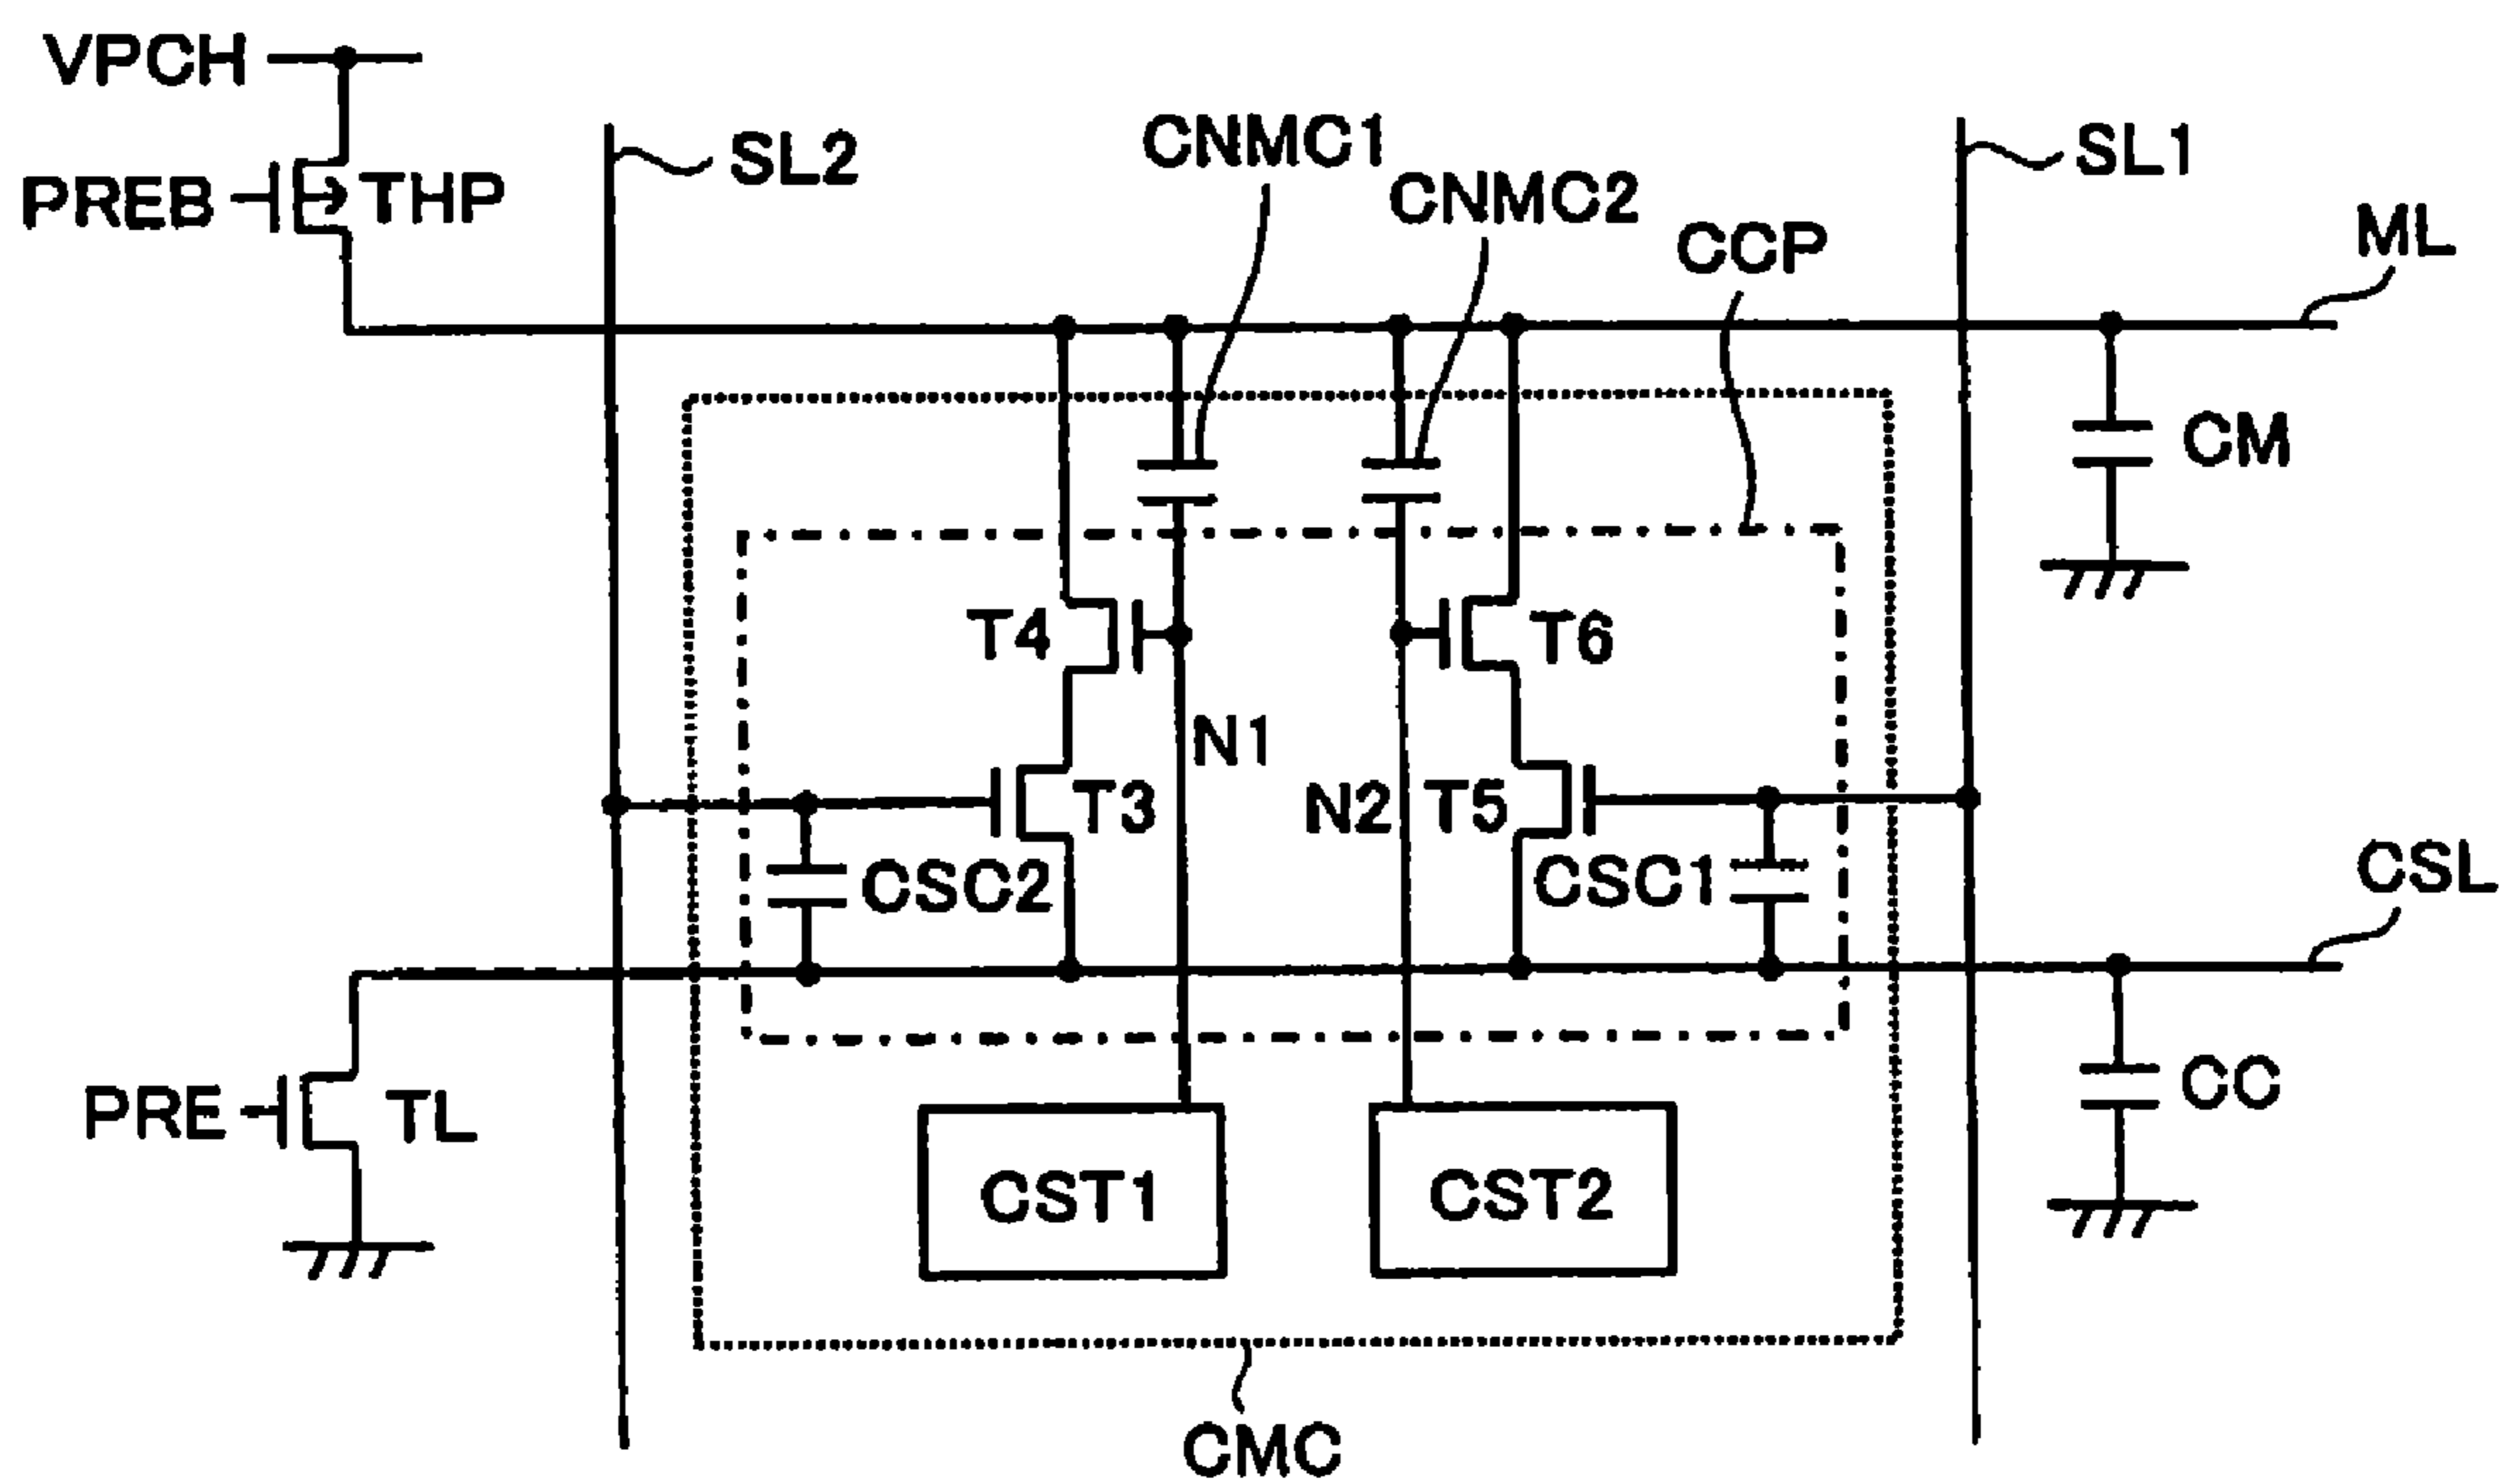 VPCH
SL2
CNMC1
SL1
PREB
THP
CNMC2
CCP
ML
CM
T4
T6
N1
T3
N2
T5
CSC2
CSC1
CSL
PRE
TL
CC
CST1
CST2
CMC